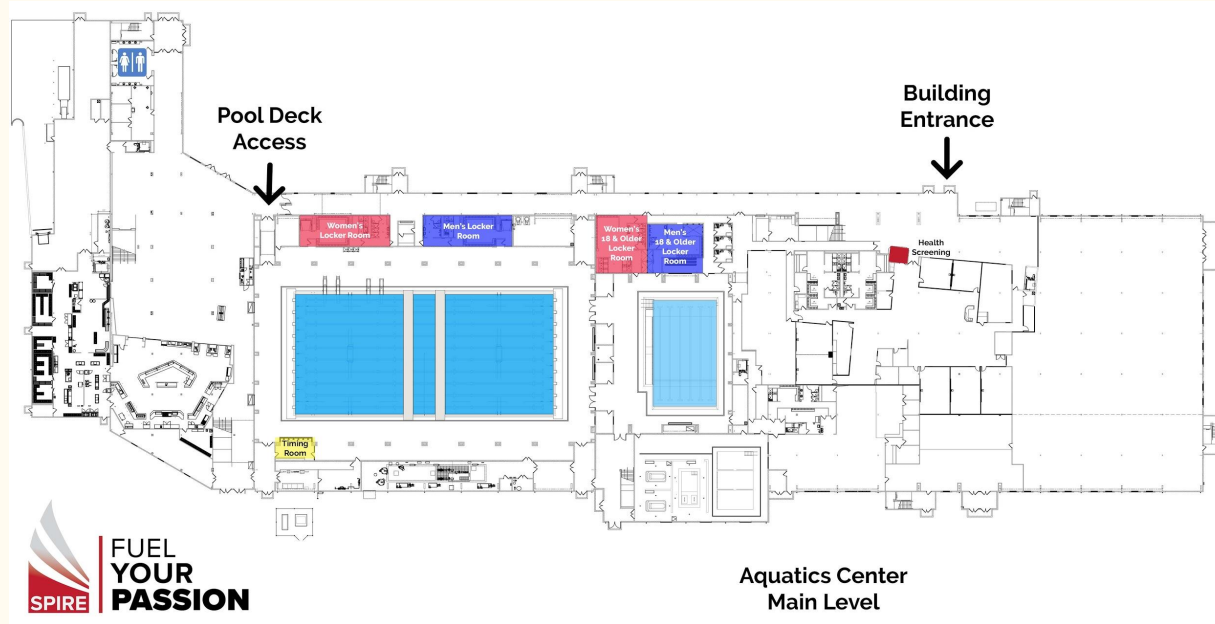 Pool Deck
Access
Building
Entrance
Women's
Locker Room
Men's Locker
Room
Women's
18 & Older
Locker
Room
Men's
18 & Older
Locker
Room
Health
Screening
Timing
Room
SPIRE
FUEL
YOUR
PASSION
Aquatics Center
Main Level